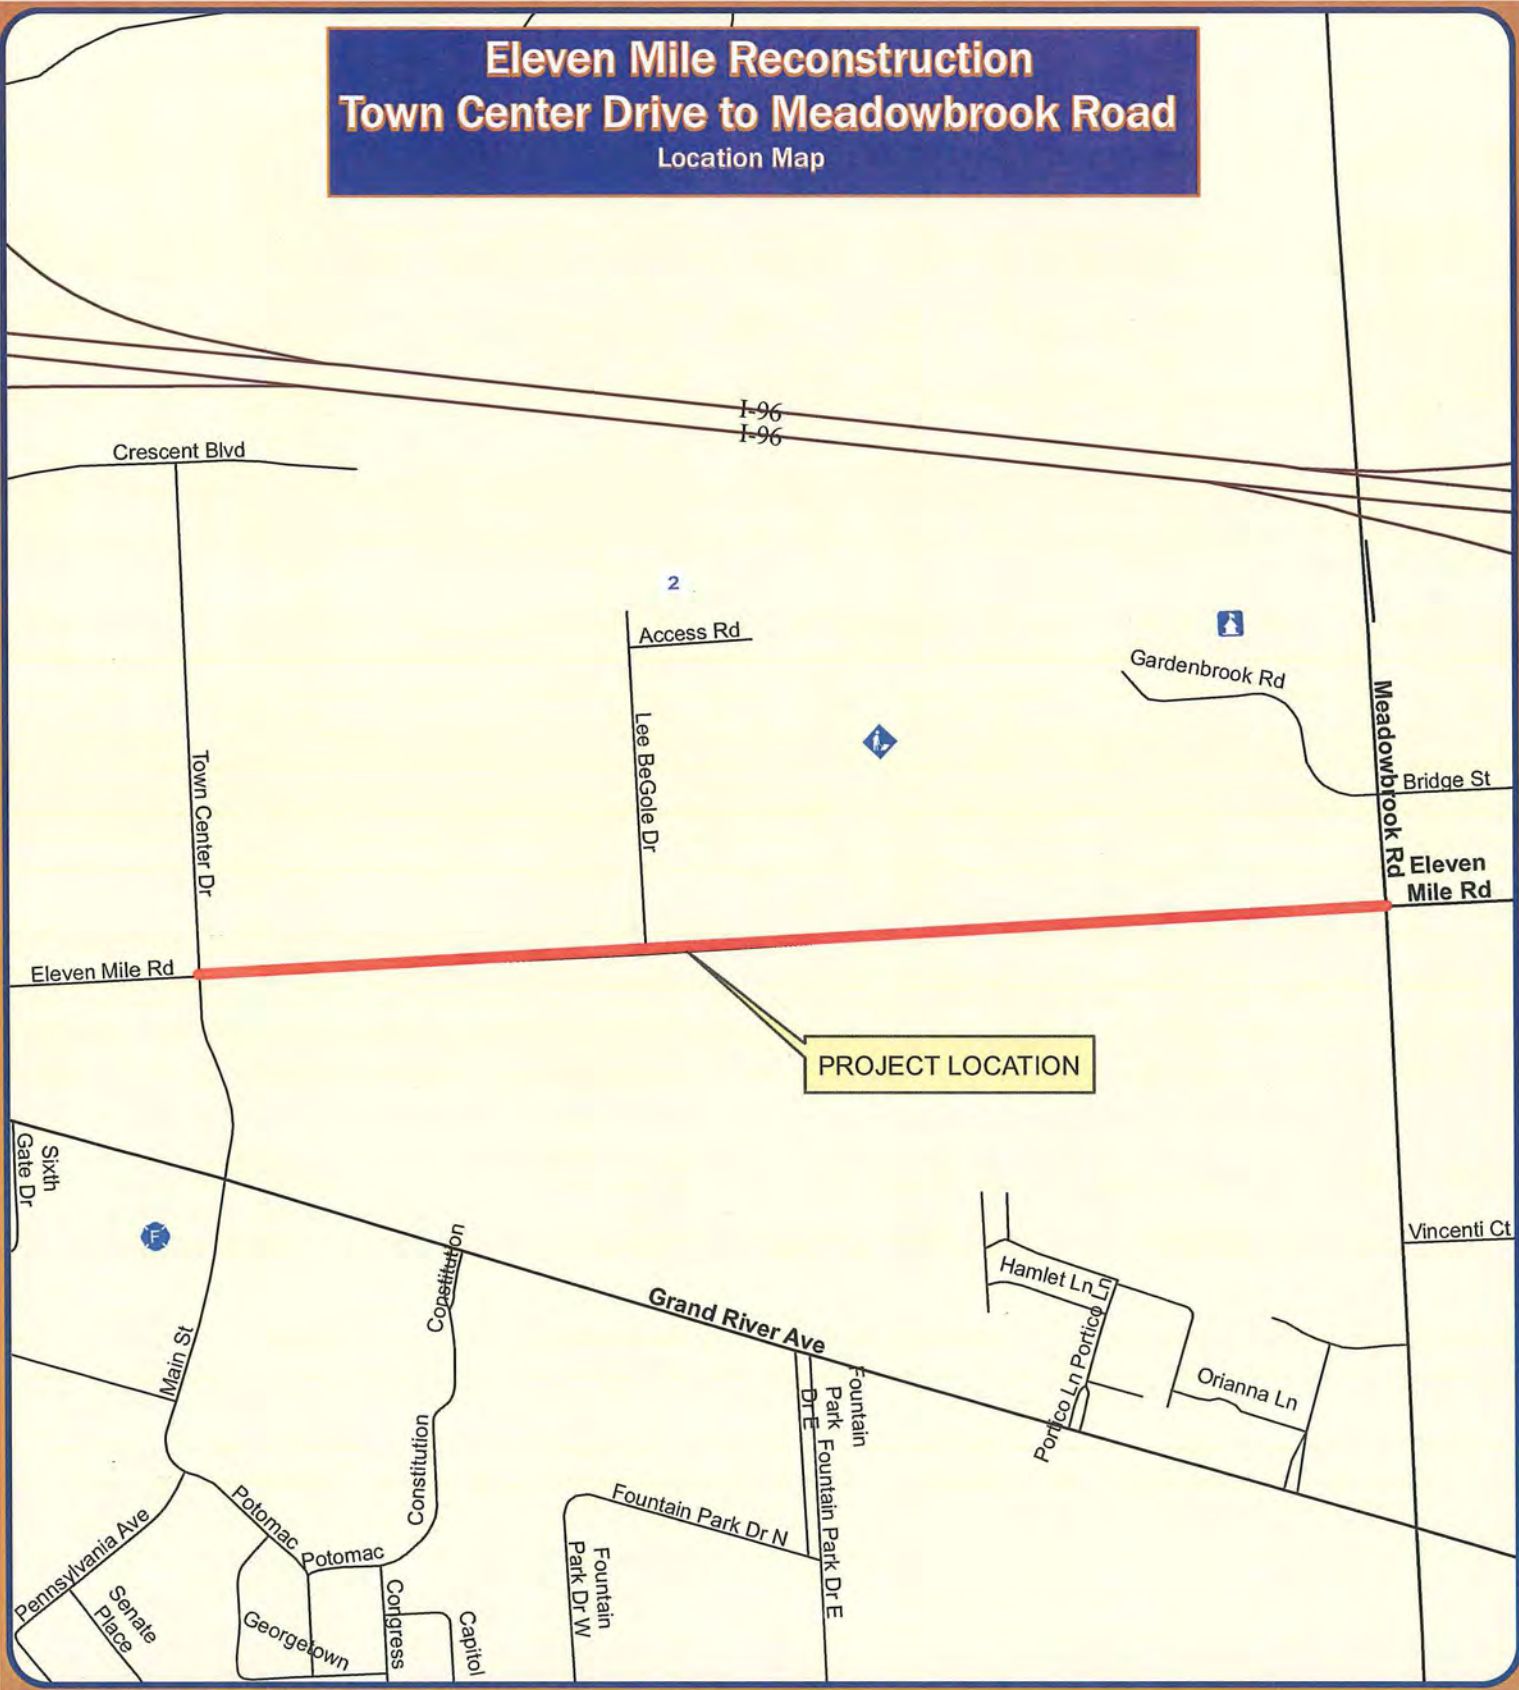 Eleven Mile Reconstruction
Town Center Drive to Meadowbrook Road
Location Map
I-96
I-96
Crescent Blvd
2
Access Rd
Gardenbrook Rd
Meadowbrook Rd
Lee BeGole Dr
Town Center Dr
Bridge St
Eleven
Mile Rd
Eleven Mile Rd
PROJECT LOCATION
Sixth
Gate Dr
F
Constitution
Vincenti Ct
Hamlet Ln
Grand River Ave
Portico Ln
Portico Ln
Main St
Orianna Ln
Fountain
Park
Dr E
Constitution
Fountain Park Dr E
Fountain Park Dr N
Potomac
Pennsylvania Ave
Potomac
Fountain
Park Dr W
Senate
Place
Georgetown
Congress
Capitol